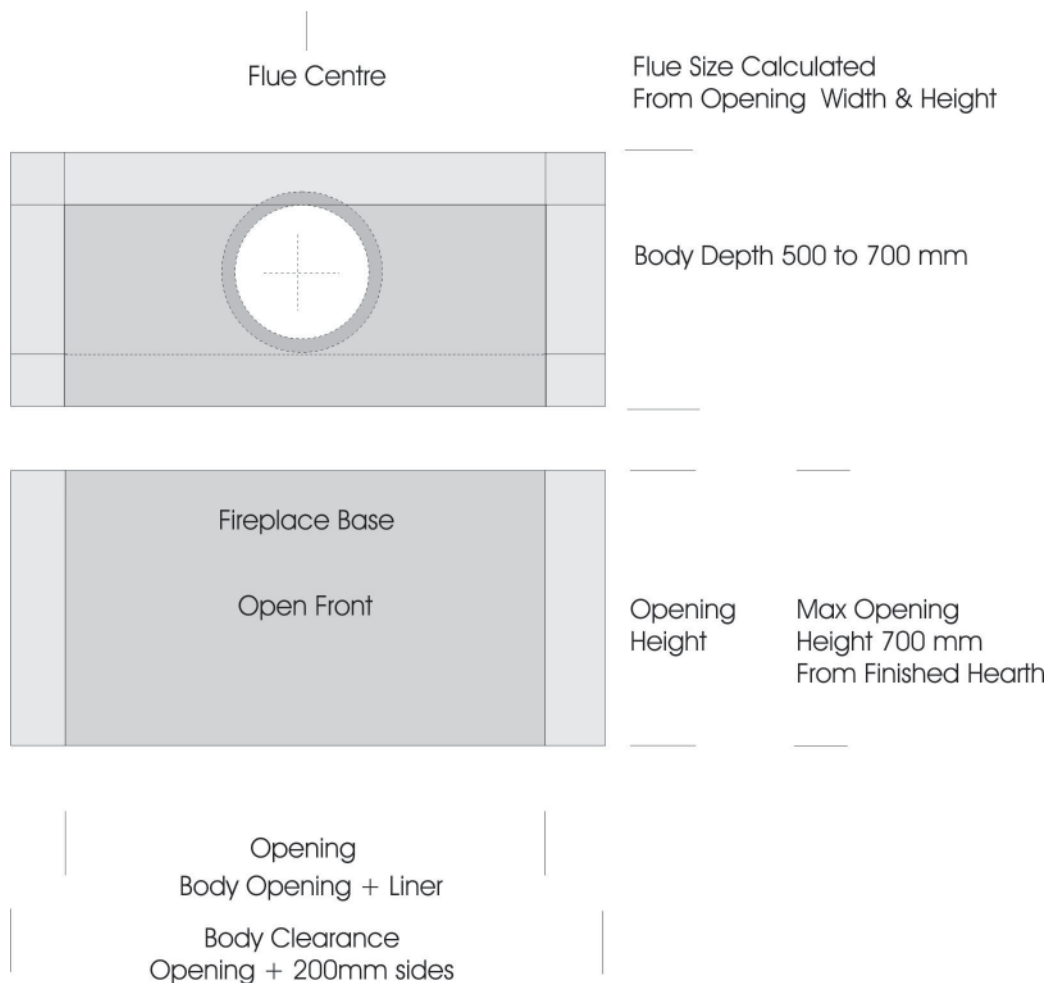 Flue Centre
Flue Size Calculated
From Opening Width & Height
Body Depth 500 to 700 mm
Fireplace Base
Open Front
Opening
Height
Max Opening
Height 700 mm
From Finished Hearth
Opening
Body Opening + Liner
Body Clearance
Opening + 200mm sides